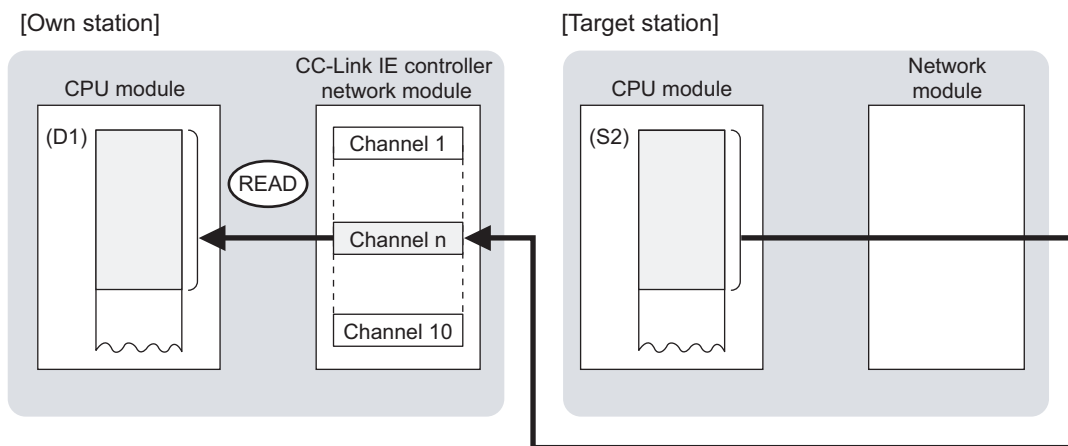 [Own station]
CPU module
CC-Link IE controller
network module
(D1)
READ
Channel 1
Channel n
Channel 10
[Target station]
CPU module
Network
module
(S2)